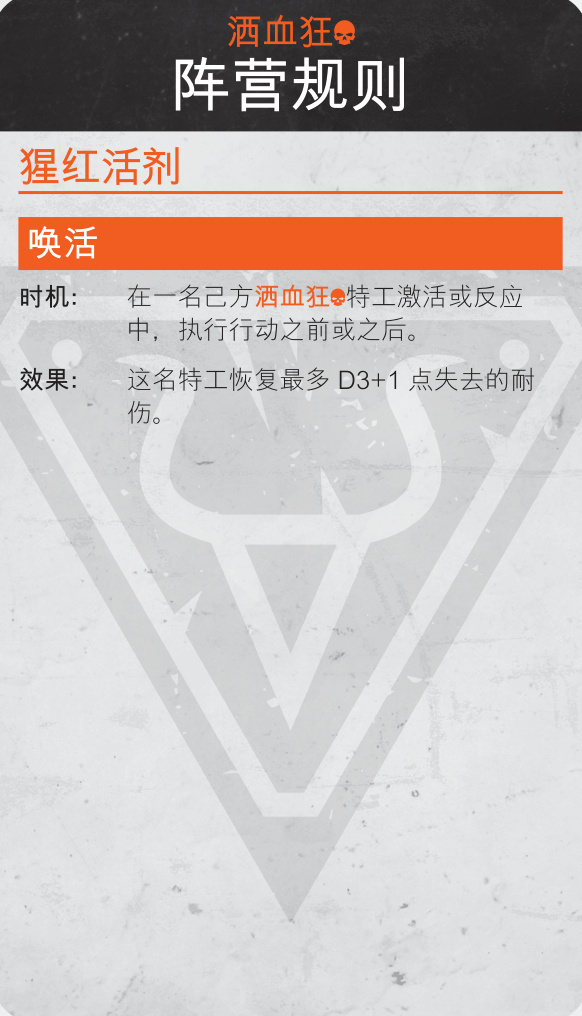 洒血狂
阵营规则
猩红活剂
唤活
时机: 在一名己方洒血狂特工激活或反应
中，执行行动之前或之后。
效果: 这名特工恢复最多 D3+1 点失去的耐
伤。